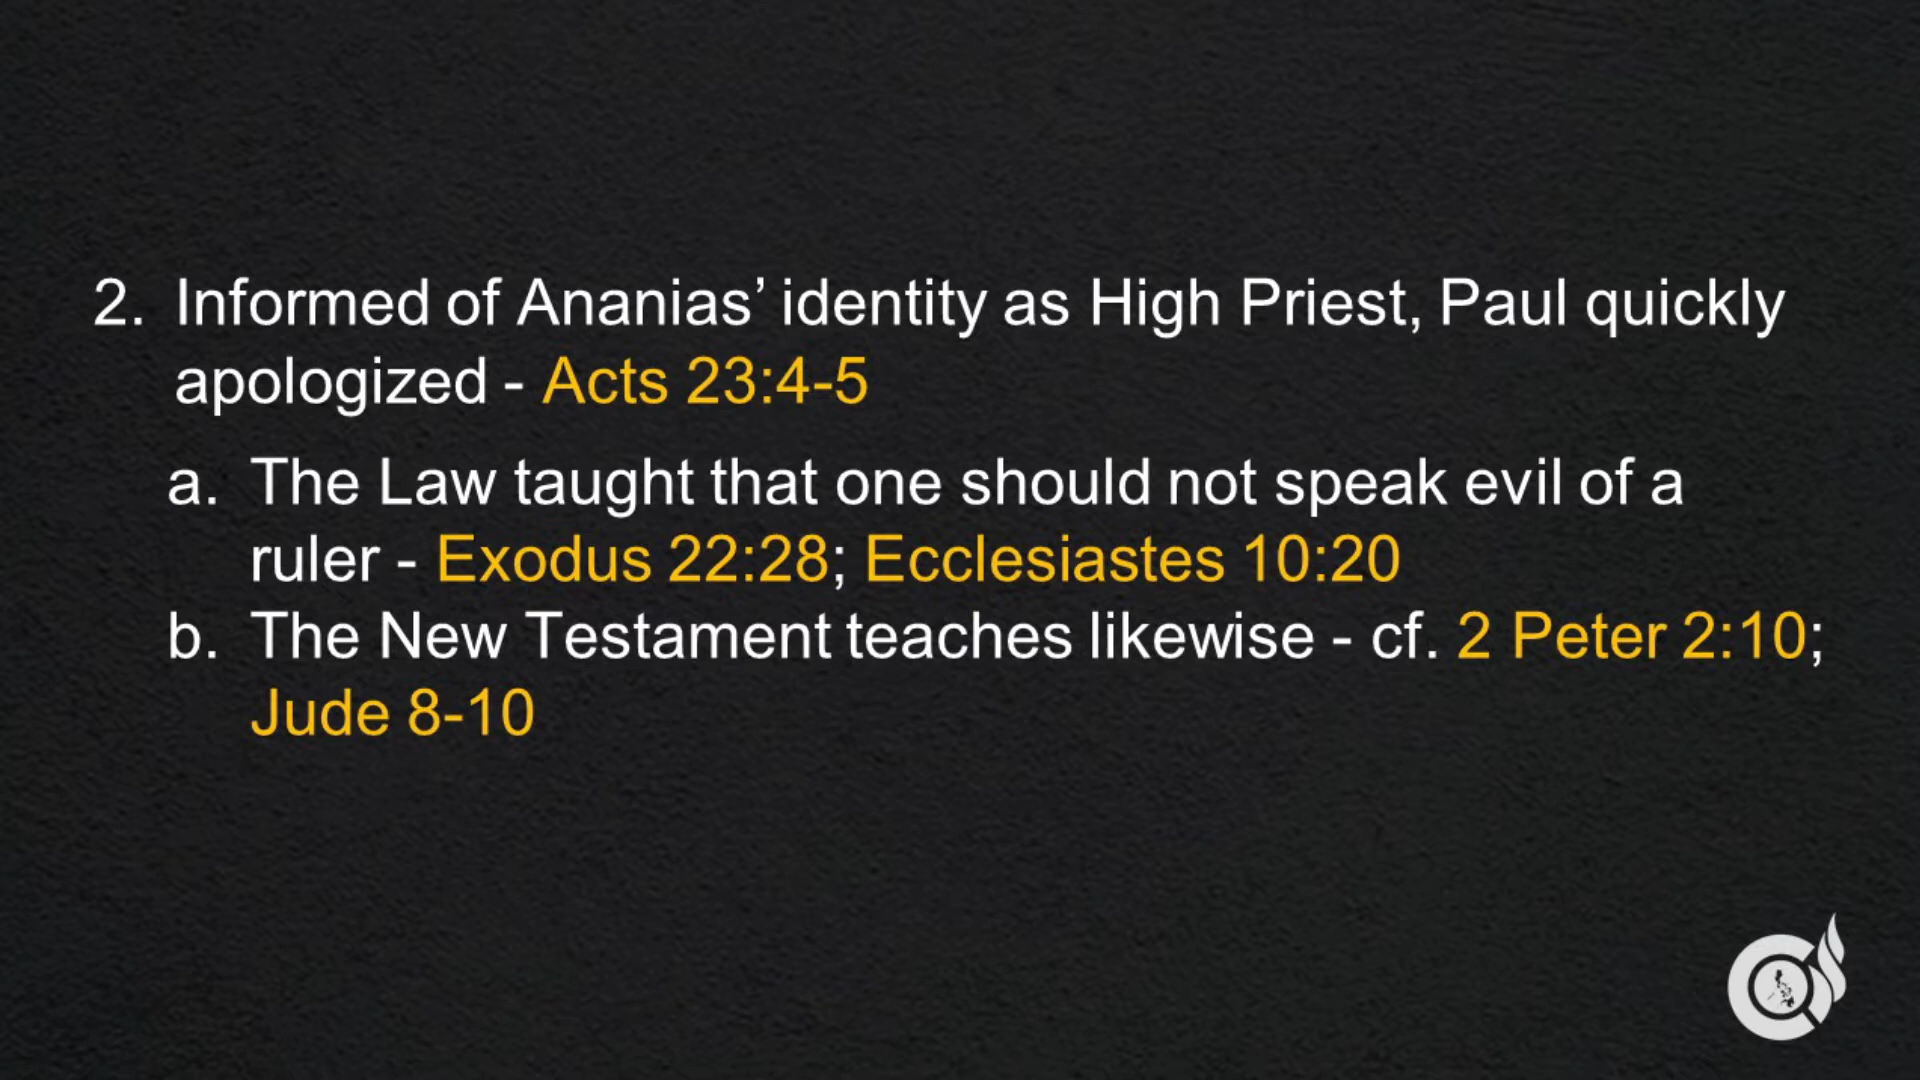 2. Informed of Ananias’ identity as High Priest, Paul quickly
apologized - Acts 23:4-5
a. The Law taught that one should not speak evil of a
ruler - Exodus 22:28; Ecclesiastes 10:20
b. The New Testament teaches likewise - cf. 2 Peter 2:10;
Jude 8-10